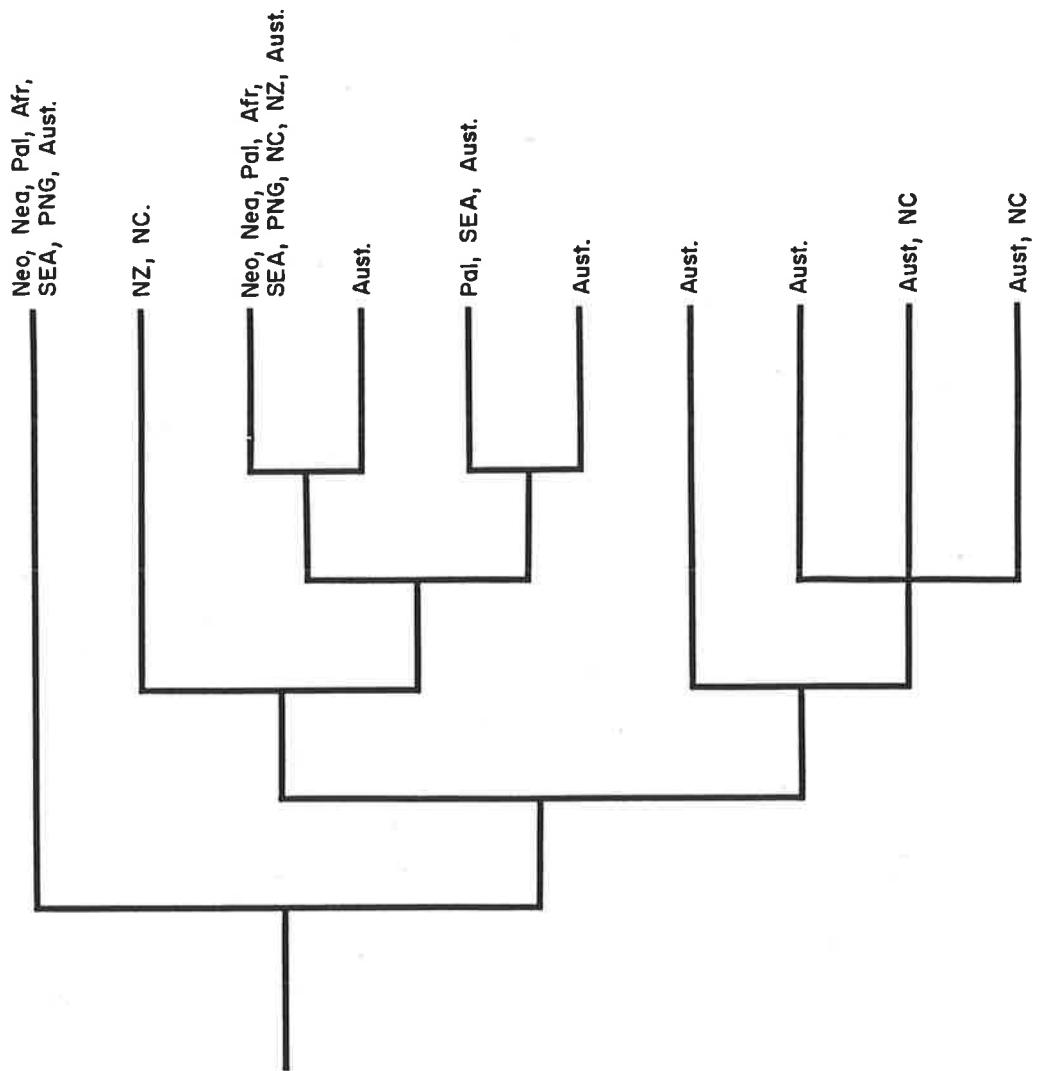 Neo, Nea, Pal, Afr,
SEA, PNG, Aust.
NZ, NC.
Neo, Nea, Pal, Afr,
SEA, PNG, NC, NZ, Aust.
Aust.
Pal, SEA, Aust.
Aust.
Aust.
Aust.
Aust, NC
Aust, NC